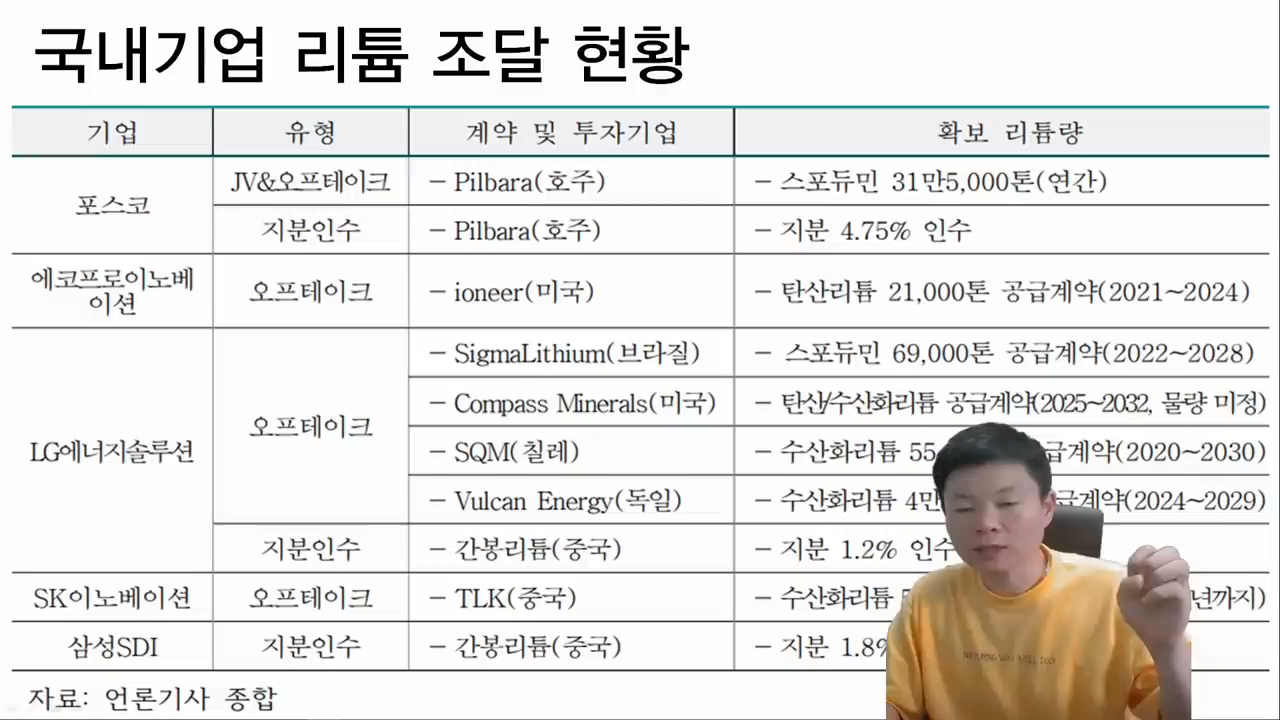 국내기업 리튬 조달 현황
기업 유형 계약 및 투자기업 확보 리튬량
포스코 JV&오프테이크 - Pilbara(호주) - 스포듀민 31만5,000톤(연간)
지분인수 - Pilbara(호주) - 지분 4.75% 인수
에코프로이노베
이션 오프테이크 - ioneer(미국) - 탄산리튬 21,000톤 공급계약(2021~2024)
LG에너지솔루션 오프테이크 - SigmaLithium(브라질) - 스포듀민 69,000톤 공급계약(2022~2028)
- Compass Minerals(미국) - 탄산/수산화리튬 공급계약(2025~2032, 물량 미정)
- SQM(칠레) - 수산화리튬 55 급계약(2020~2030)
- Vulcan Energy(독일) - 수산화리튬 4만 급계약(2024~2029)
지분인수 - 간봉리튬(중국) - 지분 1.2% 인수
SK이노베이션 오프테이크 - TLK(중국) - 수산화리튬 년까지)
삼성SDI 지분인수 - 간봉리튬(중국) - 지분 1.8%
자료: 언론기사 종합